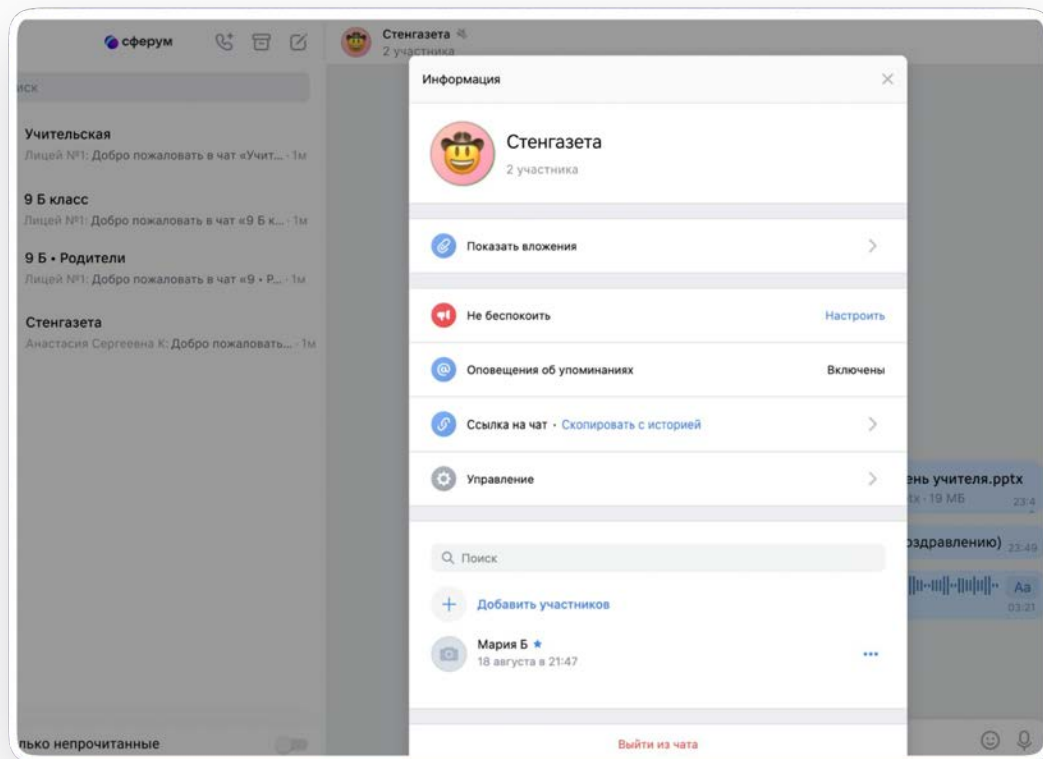 сферум
Стенгазета
2 участника
Учительская
Лицей №1: Добро пожаловать в чат «Учит... · 1м
9 Б класс
Лицей №1: Добро пожаловать в чат «9 Б к... · 1м
9 Б • Родители
Лицей №1: Добро пожаловать в чат «9 • Р... · 1м
Стенгазета
Анастасия Сергеевна К: Добро пожаловать... · 1м
только непрочитанные
Информация
Стенгазета
2 участника
Показать вложения
Не беспокоить Настроить
Оповещения об упоминаниях Включены
Ссылка на чат · Скопировать с историей
Управление
Поиск
Добавить участников
Мария Б
18 августа в 21:47
Выйти из чата
ень учителя.pptx
tx · 19 МБ 23:4
оздравлению) 23:49
Aa
03:21